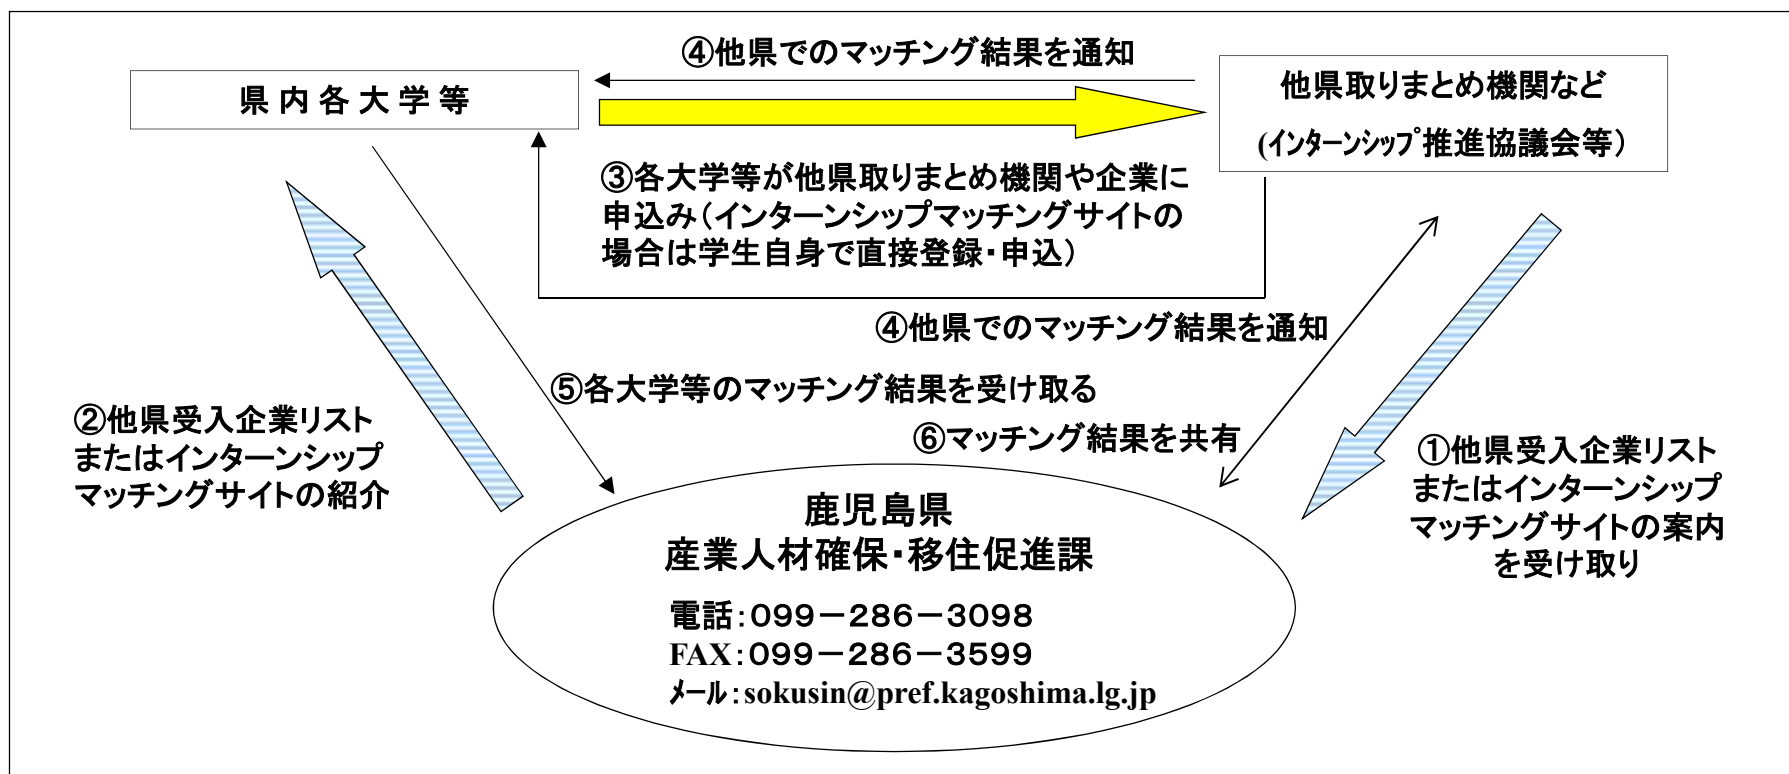 ④他県でのマッチング結果を通知
県内各大学等
他県取りまとめ機関など
(インターンシップ推進協議会等)
③各大学等が他県取りまとめ機関や企業に
申込み(インターンシップマッチングサイトの
場合は学生自身で直接登録・申込)
④他県でのマッチング結果を通知
⑤各大学等のマッチング結果を受け取る
②他県受入企業リスト
またはインターンシップ
マッチングサイトの紹介
⑥マッチング結果を共有
①他県受入企業リスト
またはインターンシップ
マッチングサイトの案内
を受け取り
鹿児島県
産業人材確保・移住促進課
電話:099-286-3098
FAX:099-286-3599
メール:sokusin@pref.kagoshima.lg.jp